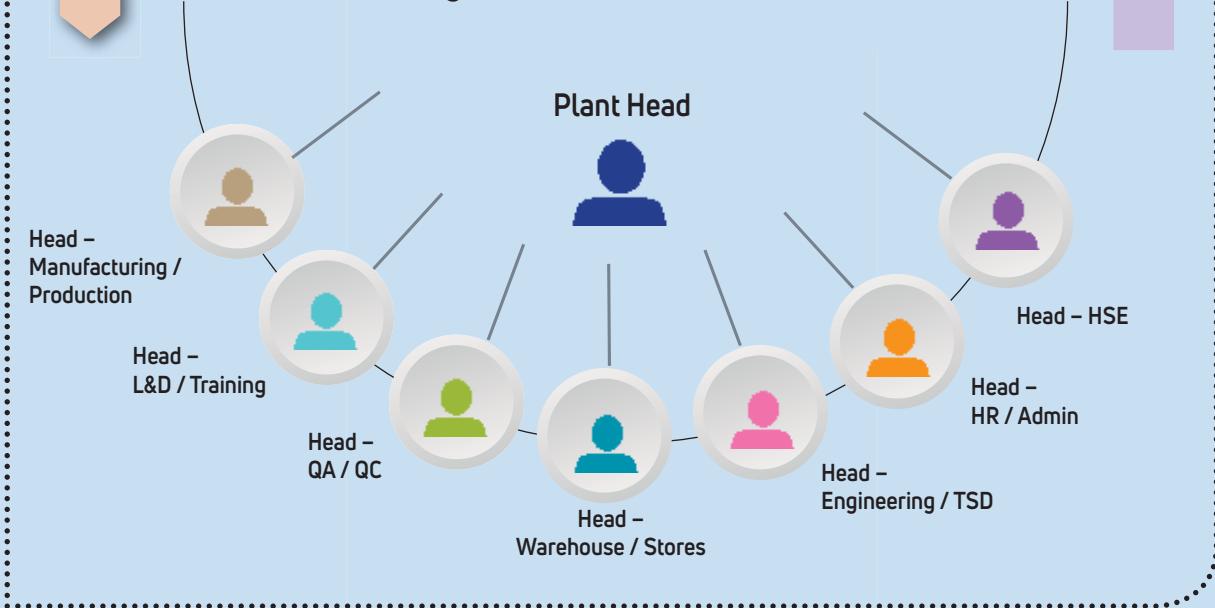 Plant Head
Head –
Manufacturing /
Production
Head –
L&D / Training
Head –
QA / QC
Head –
Warehouse / Stores
Head –
Engineering / TSD
Head –
HR / Admin
Head – HSE